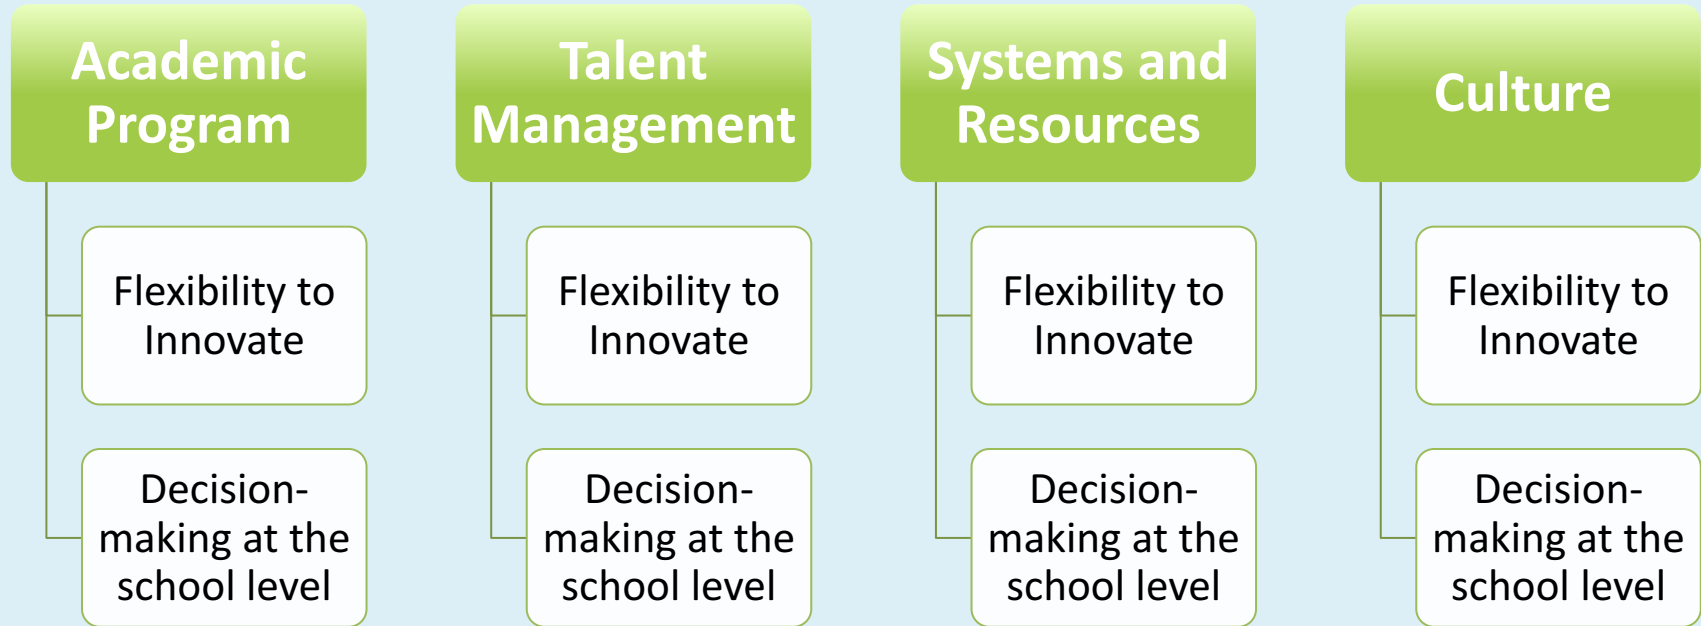 Academic
Program
Flexibility to
Innovate
Decision-
making at the
school level
Talent
Management
Flexibility to
Innovate
Decision-
making at the
school level
Systems and
Resources
Flexibility to
Innovate
Decision-
making at the
school level
Culture
Flexibility to
Innovate
Decision-
making at the
school level